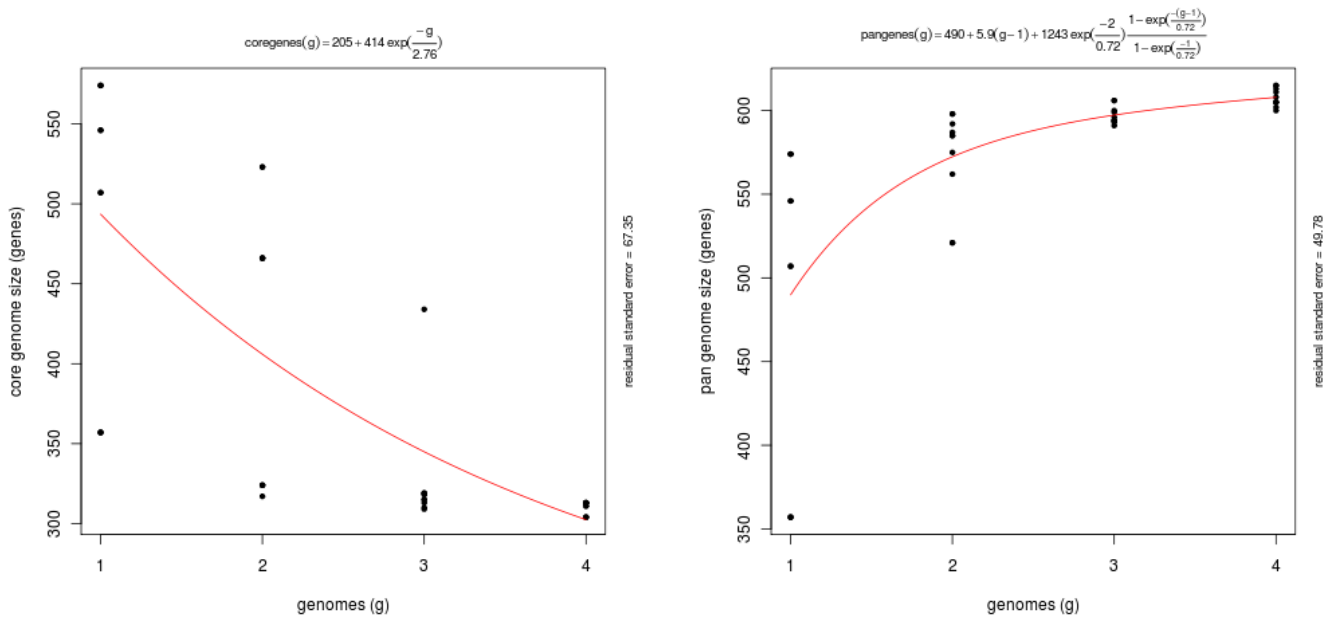 coregenes(g) = 205 + 414 exp(−g/2.76)
550
500
450
400
350
300
core genome size (genes)
1 2 3 4
genomes (g)
residual standard error = 67.35
pangenes(g) = 490 + 5.9(g−1) + 1243 exp(−2/0.72) (1−exp(−(g−1)/0.72))/(1−exp(−1/0.72))
600
550
500
450
400
350
pan genome size (genes)
1 2 3 4
genomes (g)
residual standard error = 49.78